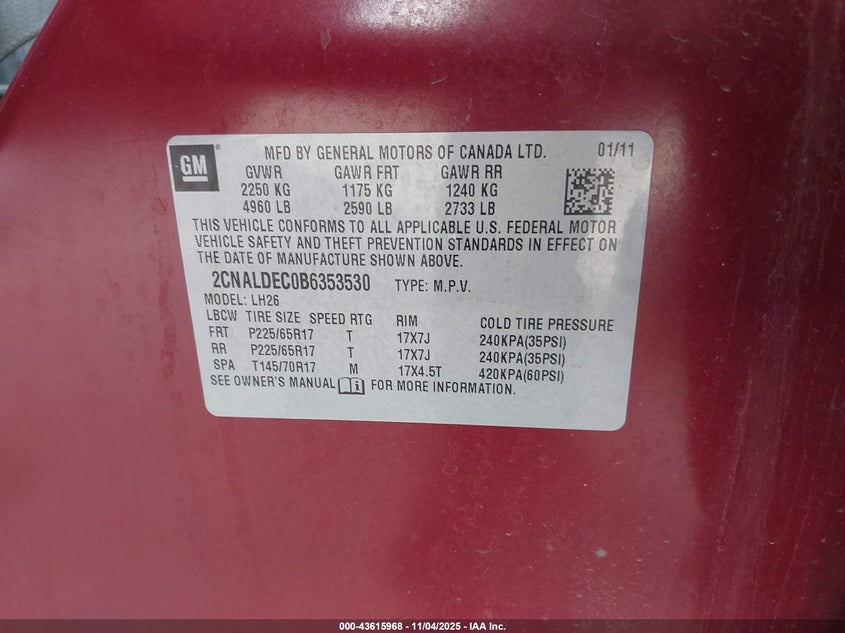 GM
MFD BY GENERAL MOTORS OF CANADA LTD. 01/11
GVWR GAWR FRT GAWR RR
2250 KG 1175 KG 1240 KG
4960 LB 2590 LB 2733 LB
THIS VEHICLE CONFORMS TO ALL APPLICABLE U.S. FEDERAL MOTOR
VEHICLE SAFETY AND THEFT PREVENTION STANDARDS IN EFFECT ON
THE DATE OF MANUFACTURE SHOWN ABOVE.
2CNALDEC0B6353530 TYPE: M.P.V.
MODEL: LH26
LBCW TIRE SIZE SPEED RTG RIM COLD TIRE PRESSURE
FRT P225/65R17 T 17X7J 240KPA(35PSI)
RR P225/65R17 T 17X7J 240KPA(35PSI)
SPA T145/70R17 M 17X4.5T 420KPA(60PSI)
SEE OWNER'S MANUAL FOR MORE INFORMATION.
000-43615968 - 11/04/2025 - IAA Inc.